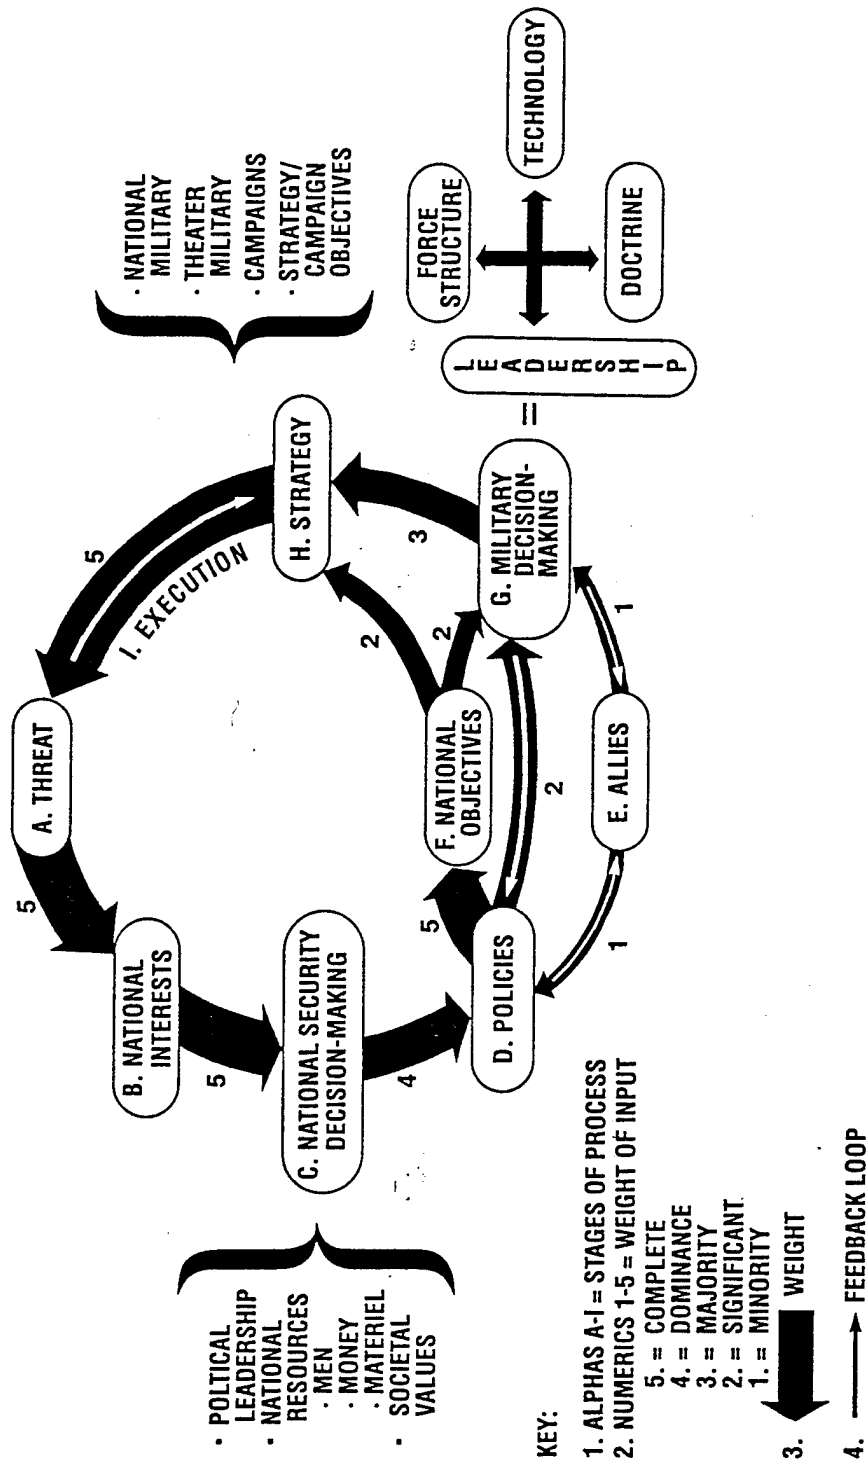 A. THREAT
5
B. NATIONAL
INTERESTS
5
· POLTICAL
LEADERSHIP
· NATIONAL
RESOURCES
· MEN
· MONEY
· MATERIEL
· SOCIETAL
VALUES
C. NATIONAL SECURITY
DECISION-MAKING
4
D. POLICIES
5
F. NATIONAL
OBJECTIVES
2
2
2
1
E. ALLIES
1
G. MILITARY
DECISION-
MAKING
3
H. STRATEGY
I. EXECUTION
5
· NATIONAL
MILITARY
· THEATER
MILITARY
· CAMPAIGNS
· STRATEGY/
CAMPAIGN
OBJECTIVES
=
LEADERSHIP
FORCE
STRUCTURE
TECHNOLOGY
DOCTRINE
KEY:
1. ALPHAS A-I = STAGES OF PROCESS
2. NUMERICS 1-5 = WEIGHT OF INPUT
5. = COMPLETE
4. = DOMINANCE
3. = MAJORITY
2. = SIGNIFICANT
1. = MINORITY
3. WEIGHT
4. FEEDBACK LOOP